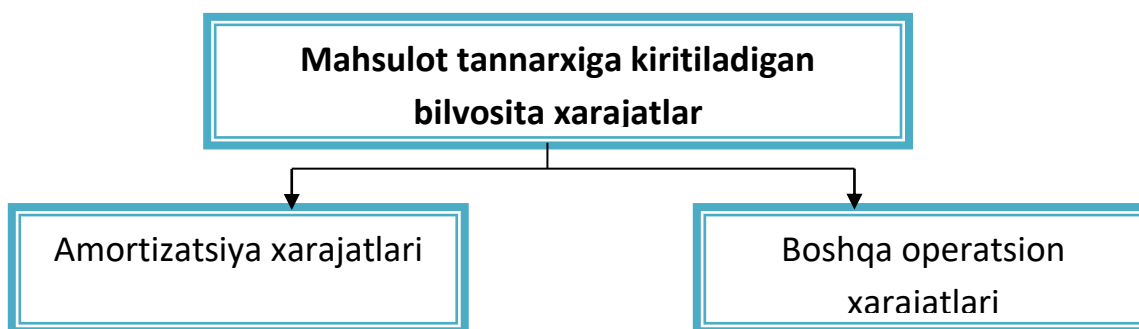 Mahsulot tannarxiga kiritiladigan
bilvosita xarajatlar
Amortizatsiya xarajatlari
Boshqa operatsion
xarajatlari